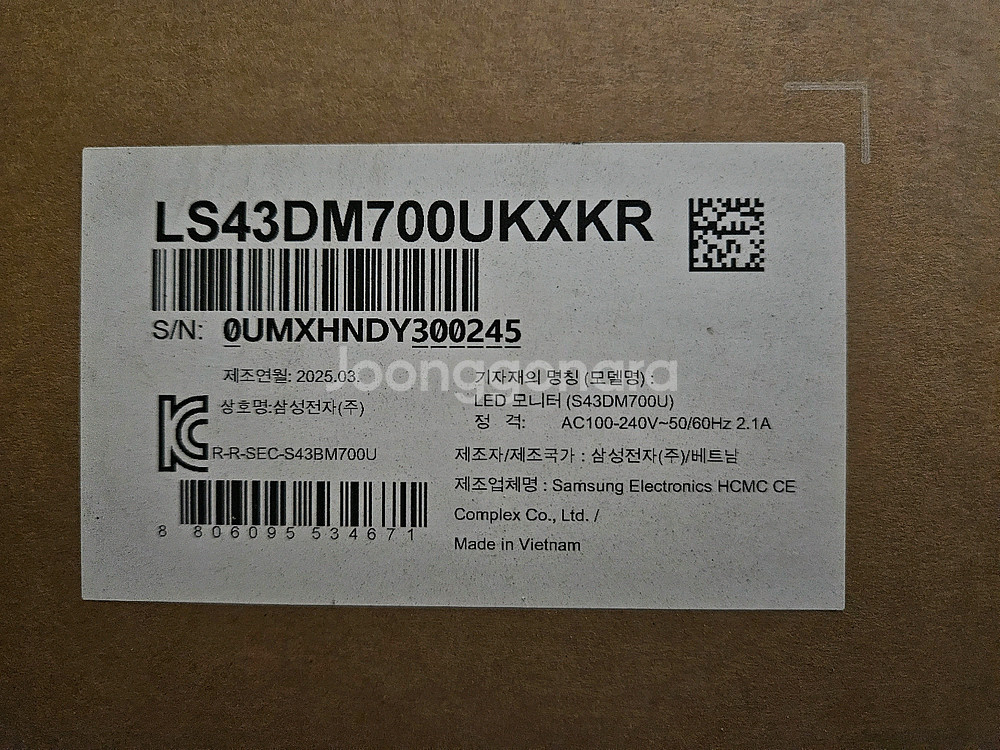 LS43DM700UKXKR
S/N: 0UMXHNDY300245
Joonggonara
제조연월: 2025.03.
상호명:삼성전자(주)
R-R-SEC-S43BM700U
8 806095 534671
기자재의 명칭 (모델명) :
LED 모니터 (S43DM700U)
정 격: AC100-240V~50/60Hz 2.1A
제조자/제조국가 : 삼성전자(주)/베트남
제조업체명 : Samsung Electronics HCMC CE
Complex Co., Ltd. /
Made in Vietnam